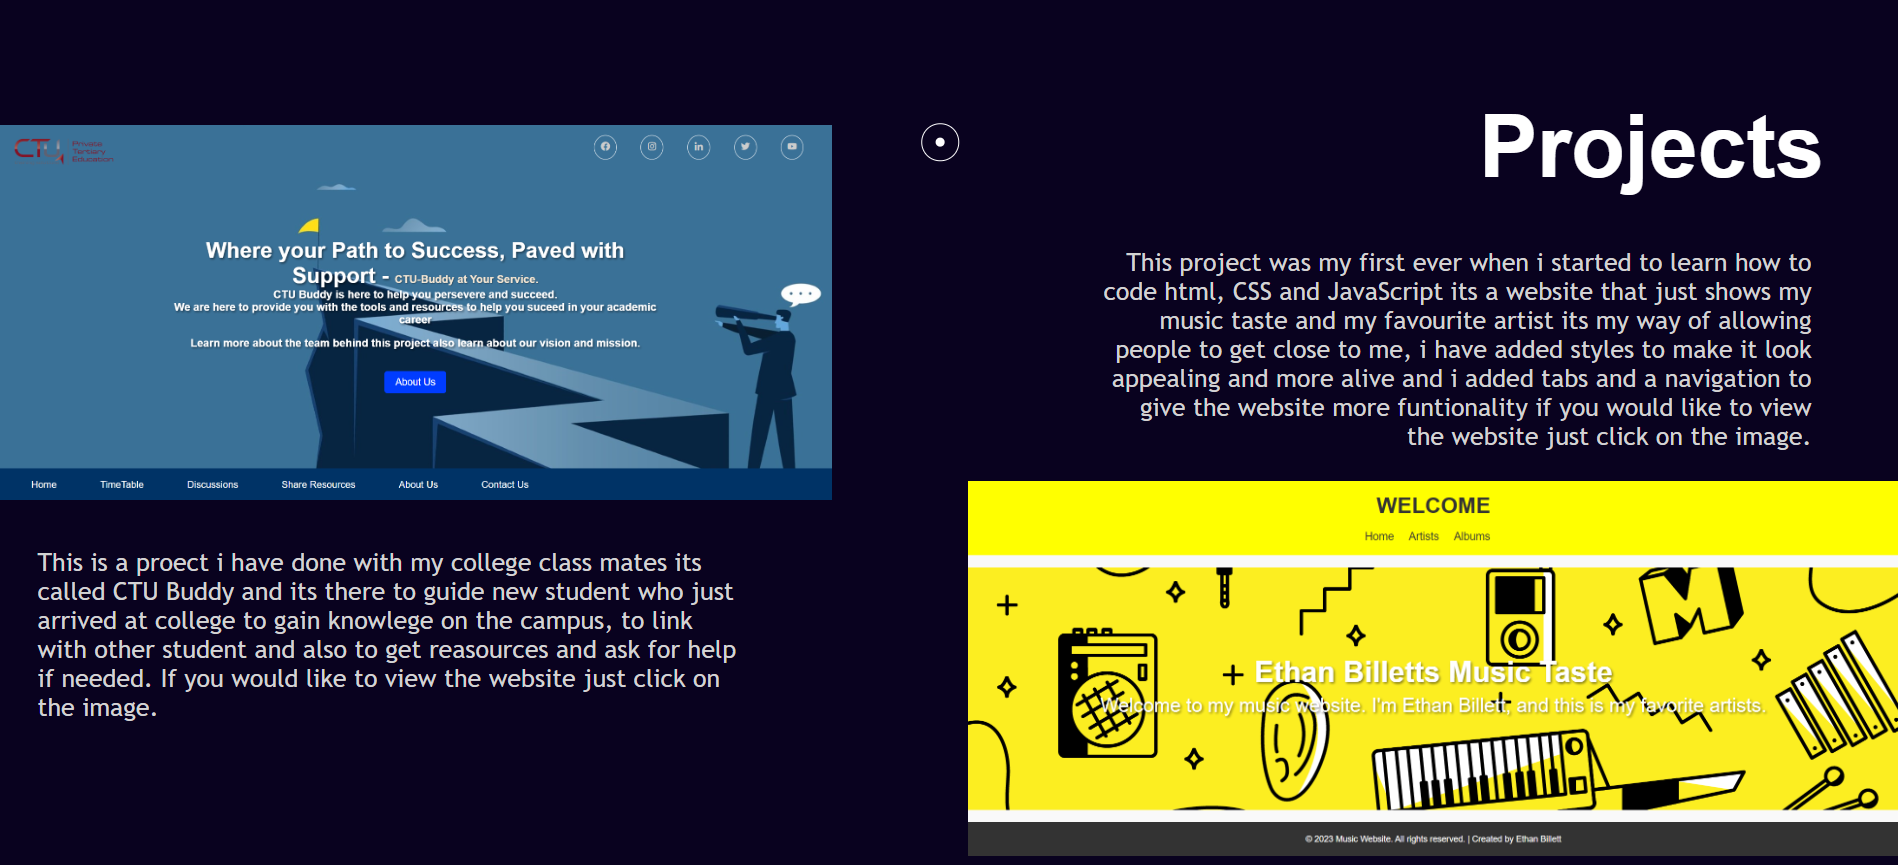 CTU
Private
Tertiary
Education
Where your Path to Success, Paved with
Support - CTU-Buddy at Your Service.
CTU Buddy is here to help you persevere and succeed.
We are here to provide you with the tools and resources to help you suceed in your academic
career
Learn more about the team behind this project also learn about our vision and mission.
About Us
Home TimeTable Discussions Share Resources About Us Contact Us
This is a proect i have done with my college class mates its
called CTU Buddy and its there to guide new student who just
arrived at college to gain knowlege on the campus, to link
with other student and also to get reasources and ask for help
if needed. If you would like to view the website just click on
the image.
Projects
This project was my first ever when i started to learn how to
code html, CSS and JavaScript its a website that just shows my
music taste and my favourite artist its my way of allowing
people to get close to me, i have added styles to make it look
appealing and more alive and i added tabs and a navigation to
give the website more funtionality if you would like to view
the website just click on the image.
WELCOME
Home Artists Albums
M
Ethan Billetts Music Taste
Welcome to my music website. I'm Ethan Billett, and this is my favorite artists.
© 2023 Music Website. All rights reserved. | Created by Ethan Billett